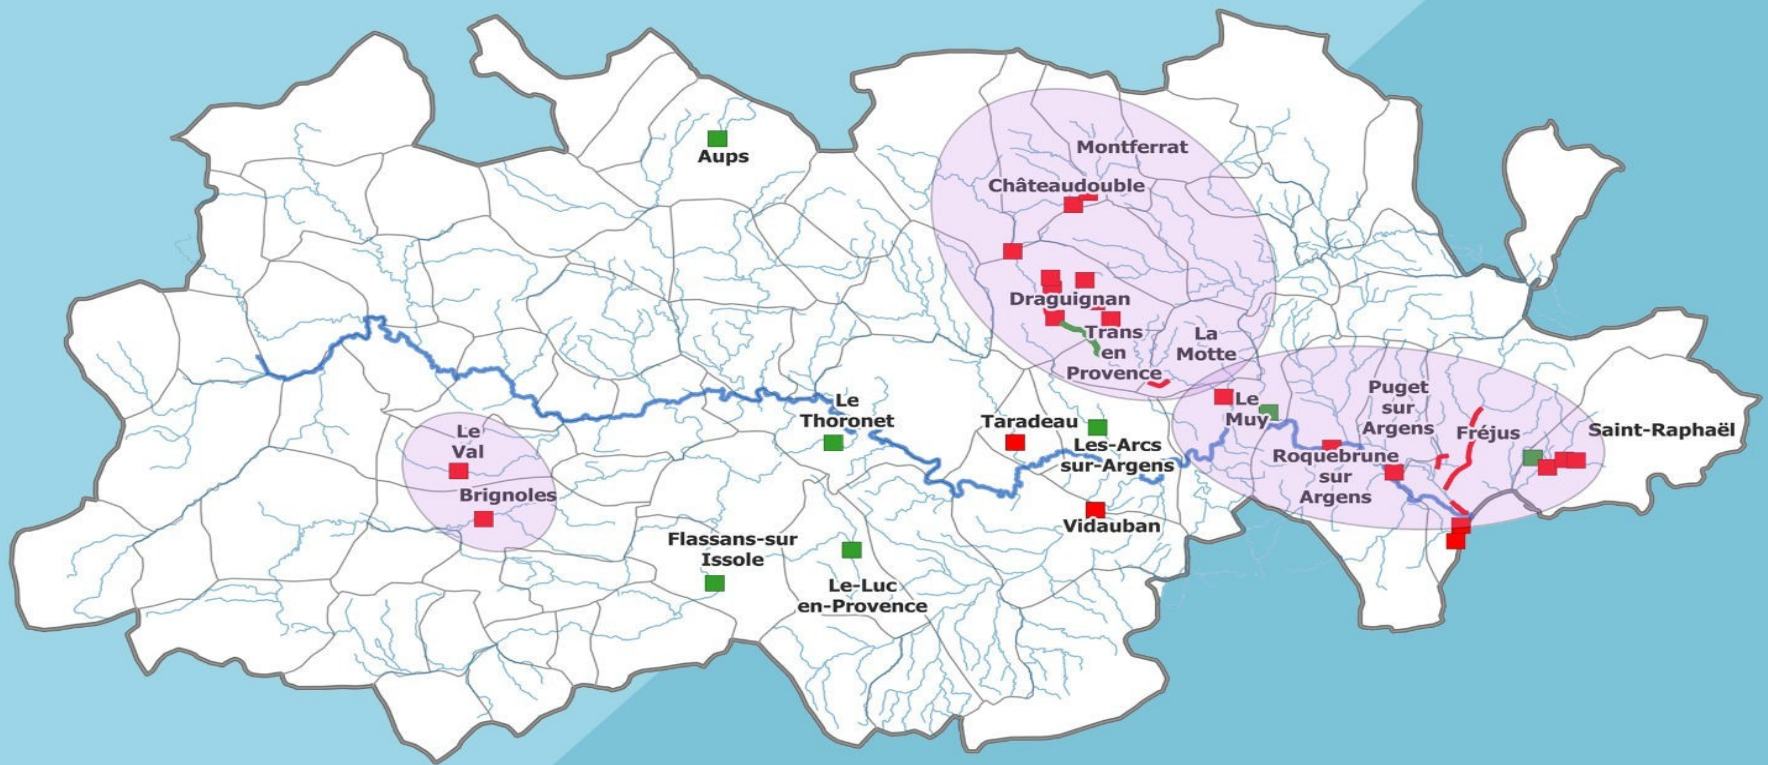 Aups
Montferrat
Châteaudouble
Draguignan
Trans
en
Provence
La
Motte
Le
Thoronet
Taradeau
Les-Arcs
sur-Argens
Le
Muy
Puget
sur
Argens
Fréjus
Saint-Raphaël
Roquebrune
sur
Argens
Le
Val
Brignoles
Vidauban
Flassans-sur
Issole
Le-Luc
en-Provence